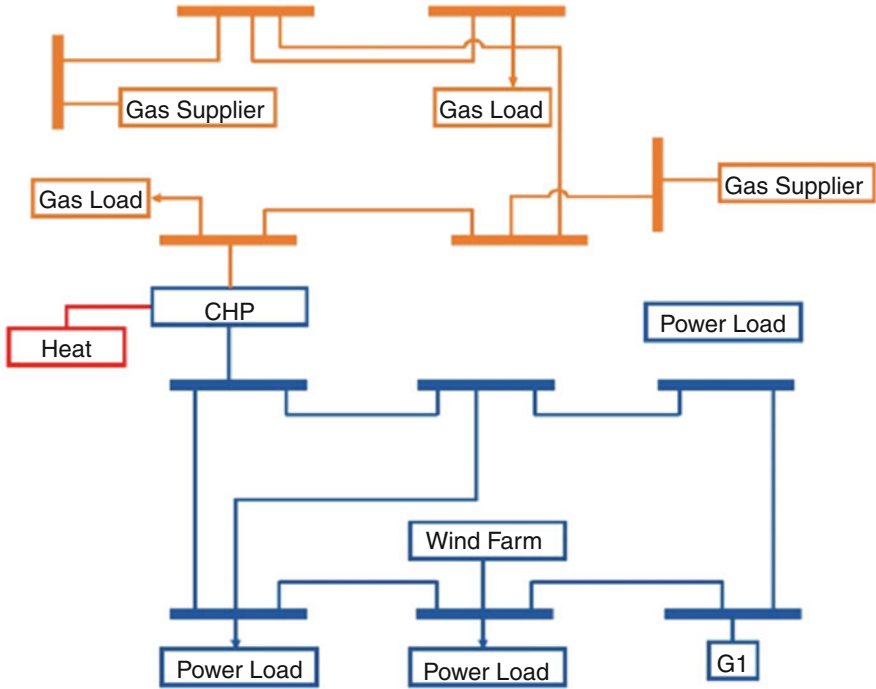 Gas Supplier
Gas Load
Gas Supplier
Gas Load
CHP
Power Load
Heat
Wind Farm
Power Load
Power Load
G1